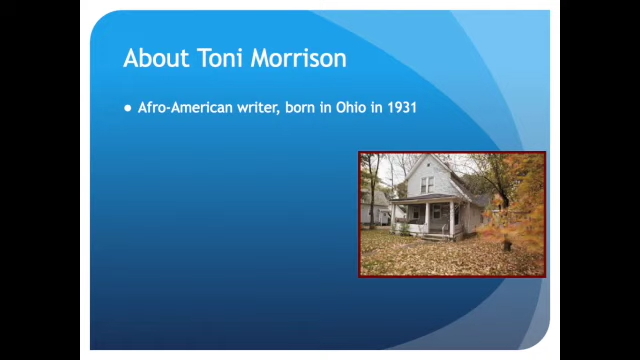 About Toni Morrison
● Afro-American writer, born in Ohio in 1931